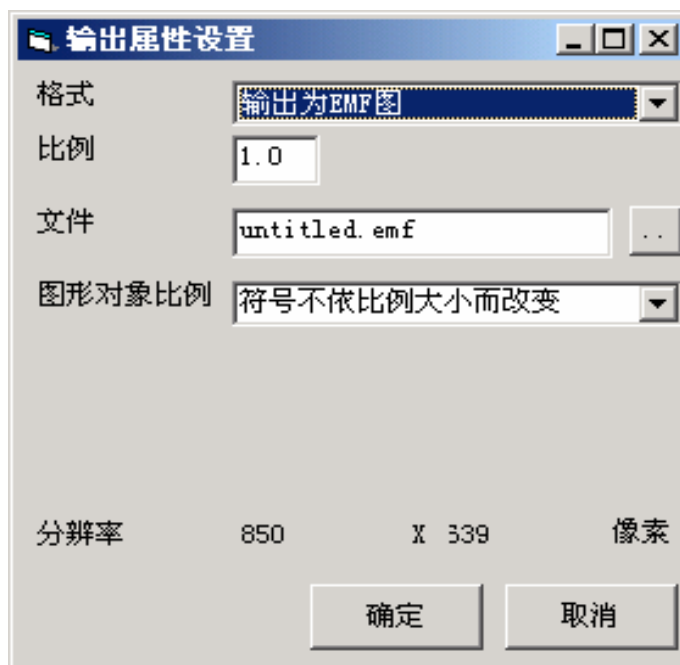 输出属性设置
格式 输出为EMF图
比例 1.0
文件 untitled.emf ..
图形对象比例 符号不依比例大小而改变
分辨率 850 X 639 像素
确定 取消